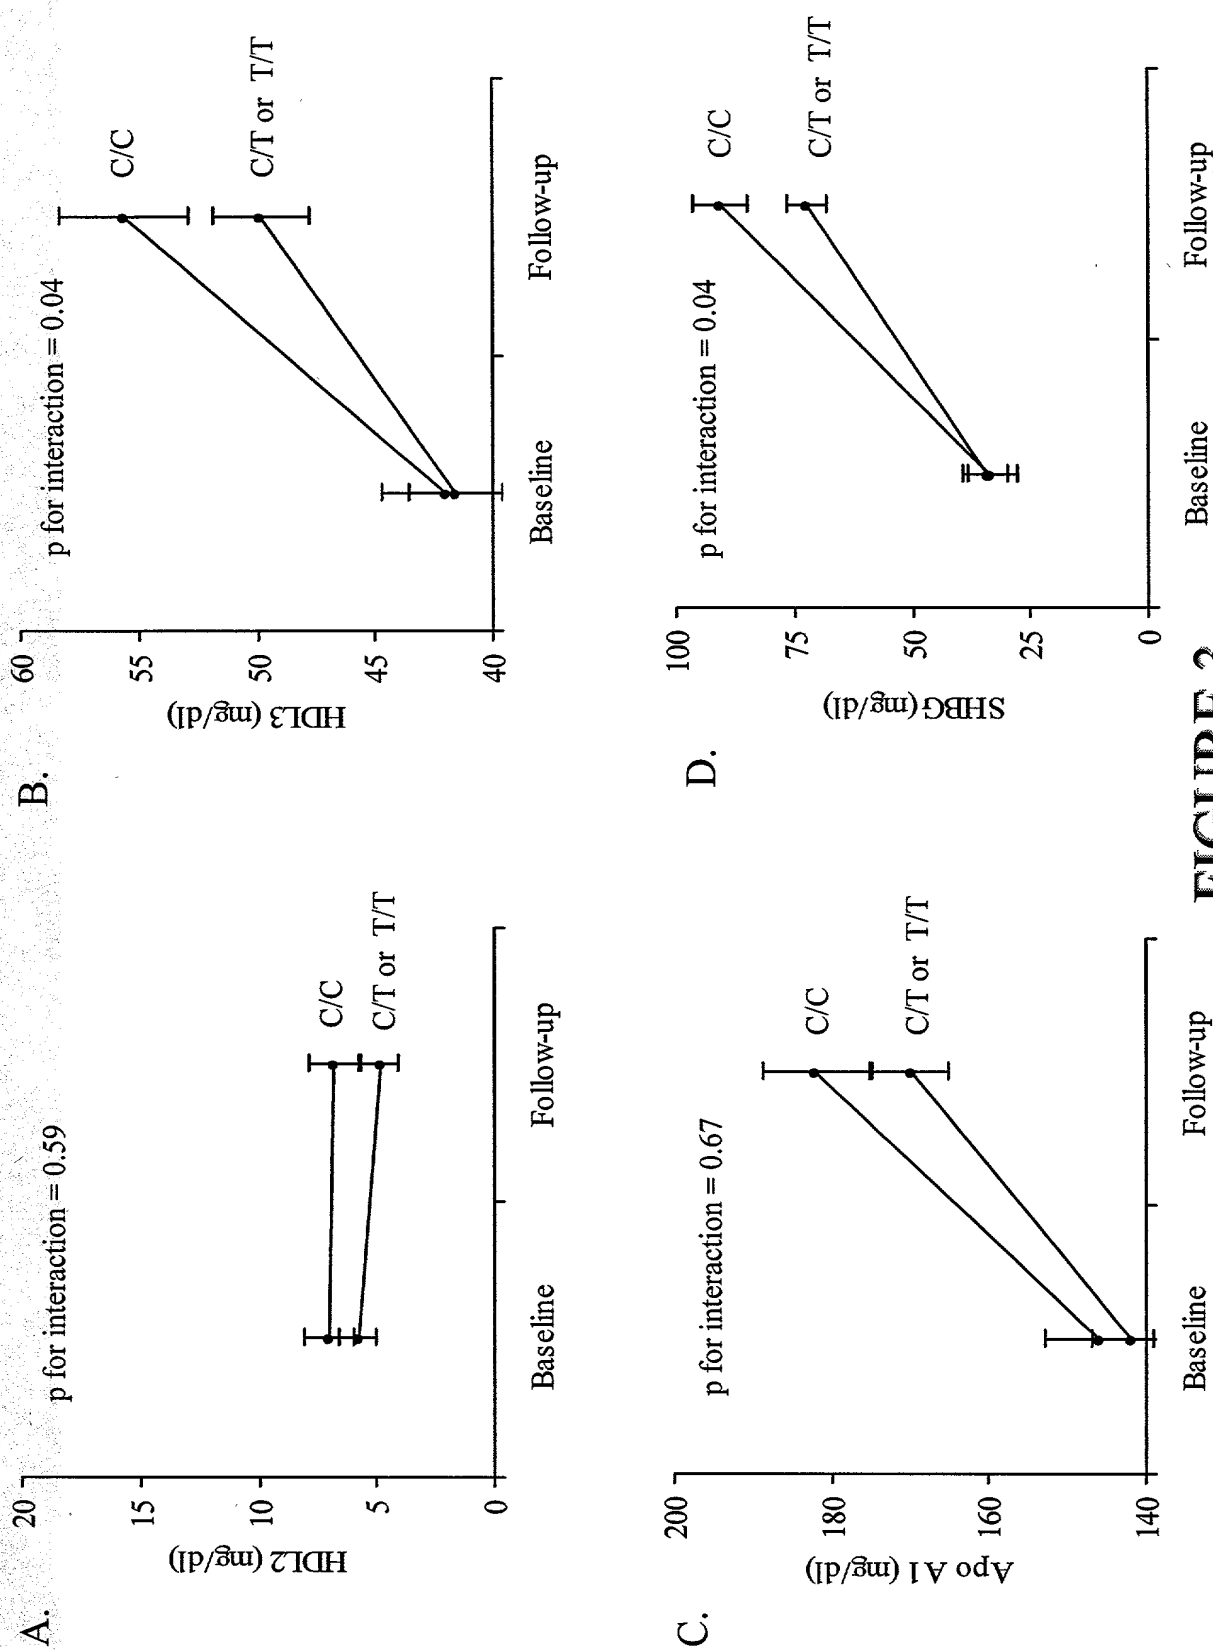 A.
p for interaction = 0.59
20
15
10
5
0
HDL2 (mg/dl)
C/C
C/T or T/T
Baseline
Follow-up
B.
p for interaction = 0.04
60
55
50
45
40
HDL3 (mg/dl)
C/C
C/T or T/T
Baseline
Follow-up
C.
p for interaction = 0.67
200
180
160
140
Apo A1 (mg/dl)
C/C
C/T or T/T
Baseline
Follow-up
D.
p for interaction = 0.04
100
75
50
25
0
SHBG (mg/dl)
C/C
C/T or T/T
Baseline
Follow-up
FIGURE 2